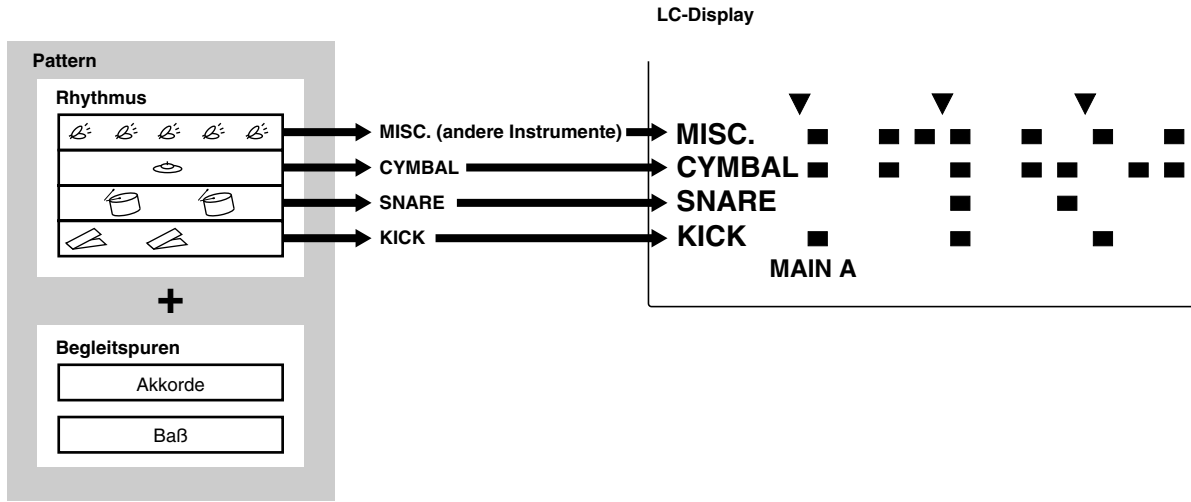 LC-Display
Pattern
Rhythmus
MISC. (andere Instrumente)
MISC.
CYMBAL
CYMBAL
SNARE
SNARE
KICK
KICK
MAIN A
+
Begleitspuren
Akkorde
Baß